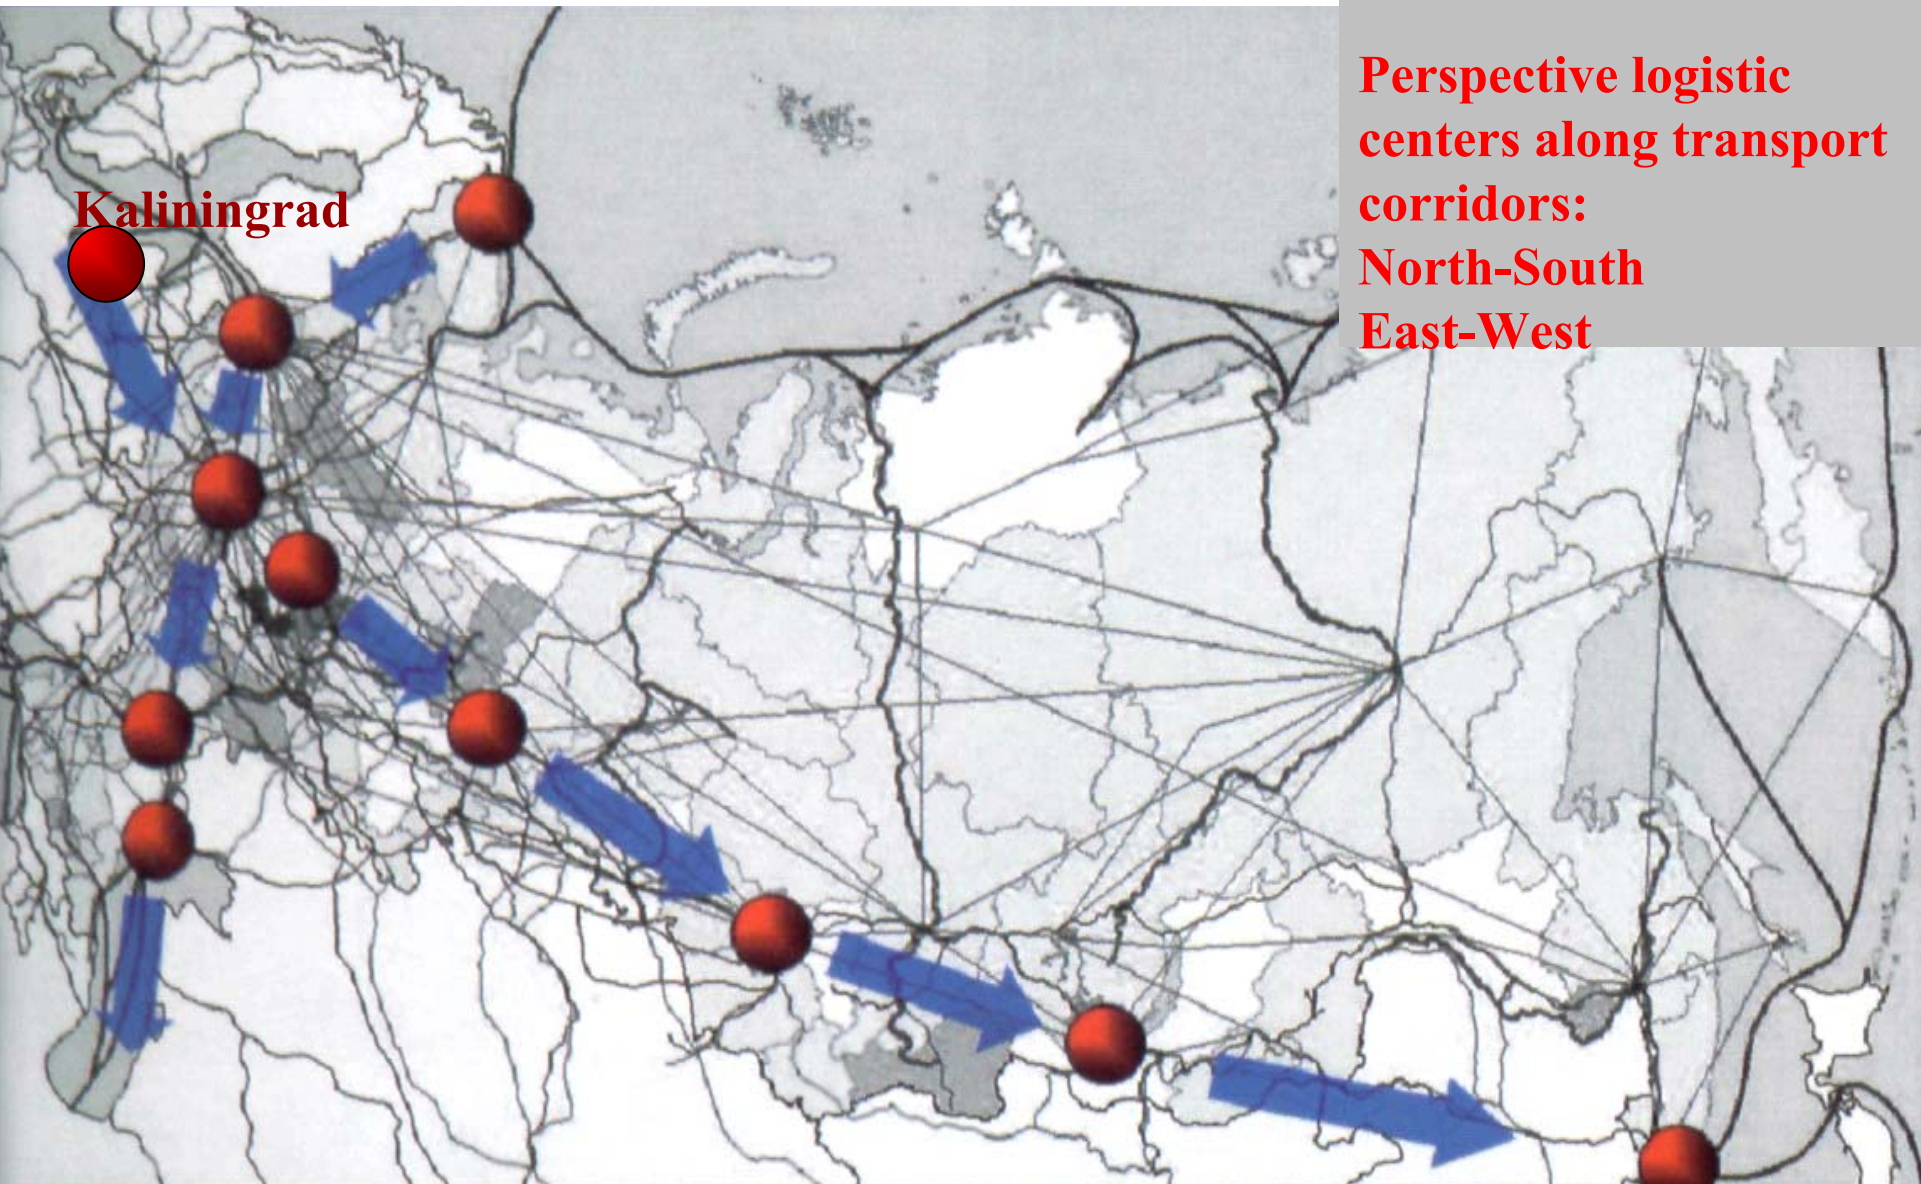 Perspective logistic
centers along transport
corridors:
North-South
East-West
Kaliningrad